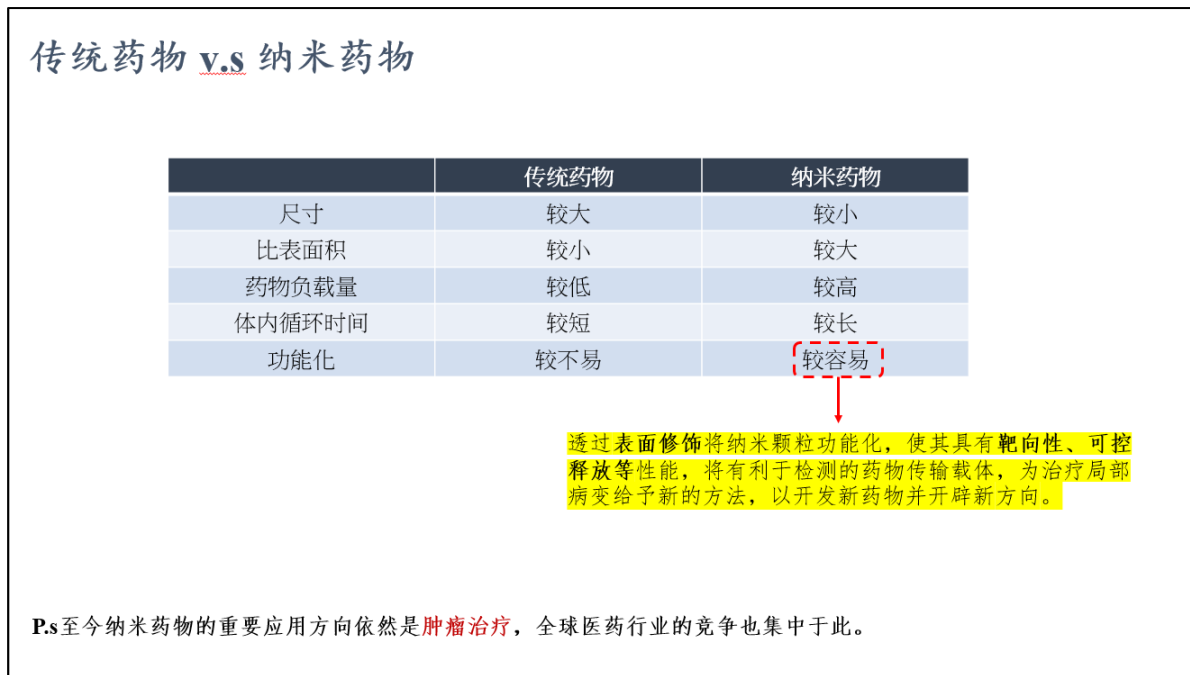 传统药物 v.s 纳米药物
传统药物 纳米药物
尺寸 较大 较小
比表面积 较小 较大
药物负载量 较低 较高
体内循环时间 较短 较长
功能化 较不易 较容易
透过表面修饰将纳米颗粒功能化，使其具有靶向性、可控
释放等性能，将有利于检测的药物传输载体，为治疗局部
病变给予新的方法，以开发新药物并开辟新方向。
P.s至今纳米药物的重要应用方向依然是肿瘤治疗，全球医药行业的竞争也集中于此。